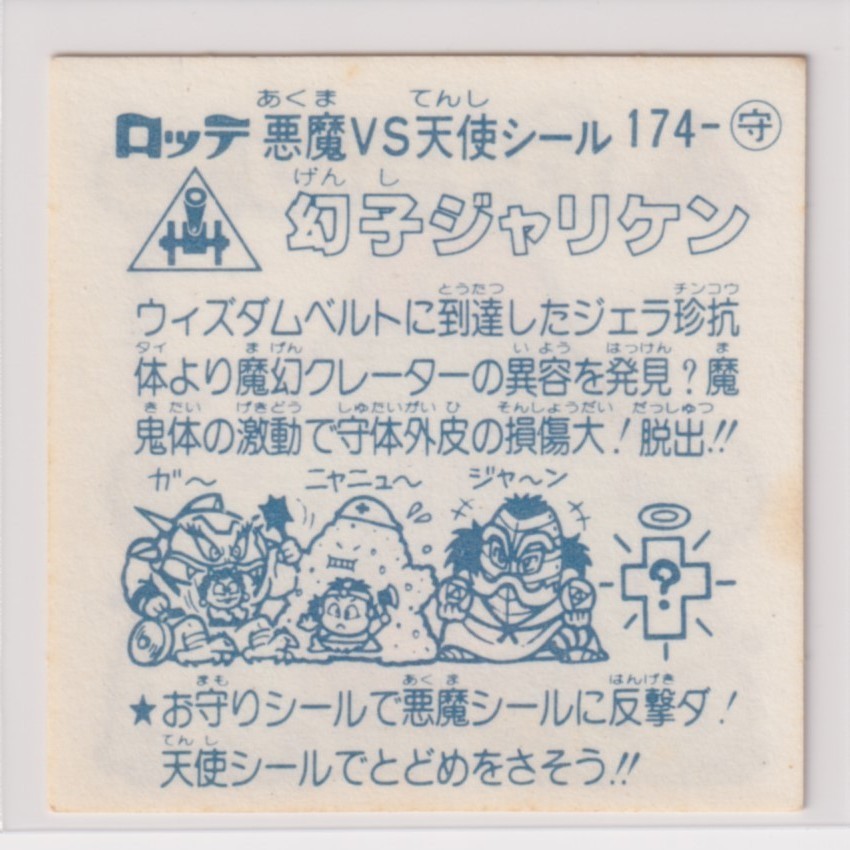 あくま てんし
ロッテ 悪魔VS天使シール 174-守
げん し
幻子ジャリケン
とうたつ チンコウ
ウィズダムベルトに到達したジェラ珍抗
タイ まげん いよう はっけん ま
体より魔幻クレーターの異容を発見?魔
きたい げきどう しゅたいがいひ そんしょうだい だっしゅつ
鬼体の激動で守体外皮の損傷大!脱出!!
ガ〜 ニャニュ〜 ジャ〜ン
?
まも あくま はんげき
★お守りシールで悪魔シールに反撃ダ!
てんし
天使シールでとどめをさそう!!